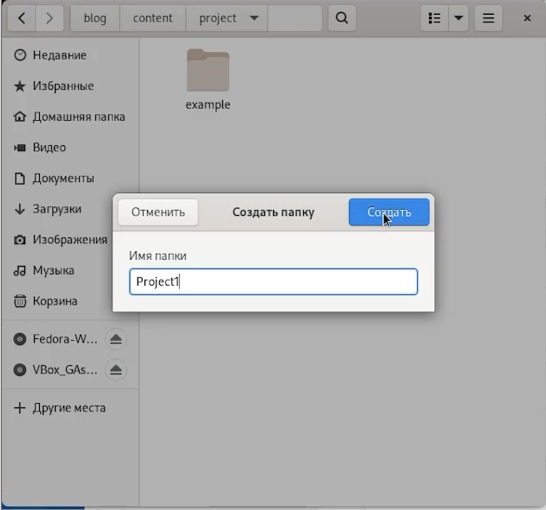 blog content project
Недавние
Избранные
Домашняя папка
Видео
Документы
Загрузки
Изображения
Музыка
Корзина
Fedora-W...
VBox_GAs...
Другие места
example
Отменить Создать папку Создать
Имя папки
Project1